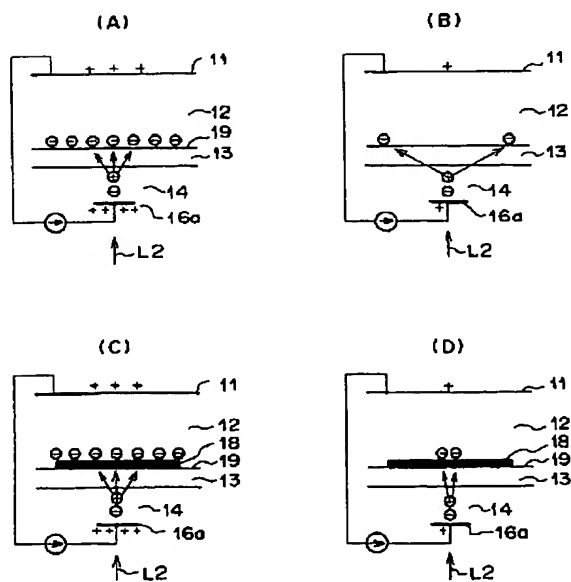 (A)
+ + +
11
12
⊖ ⊖ ⊖ ⊖ ⊖ ⊖ ⊖
19
13
⊕
⊖
14
16a
++ ++
L2
(B)
+
11
12
⊖ ⊖
19
13
⊕
⊖
14
+
16a
L2
(C)
+ + +
11
12
⊖ ⊖ ⊖ ⊖ ⊖ ⊖ ⊖
18
19
13
⊕
⊖
14
16a
++ ++
L2
(D)
+
11
12
⊖⊖
18
19
13
⊕
⊖
14
+
16a
L2